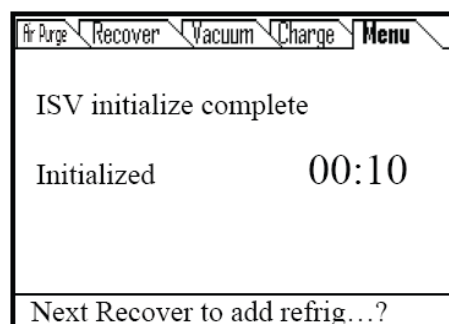 Air Purge Recover Vacuum Charge Menu
ISV initialize complete
Initialized 00:10
Next Recover to add refrig…?